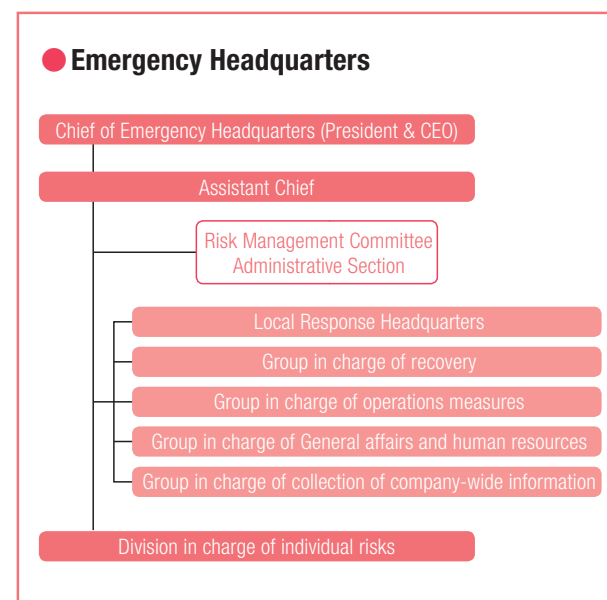 Emergency Headquarters
Chief of Emergency Headquarters (President & CEO)
Assistant Chief
Risk Management Committee
Administrative Section
Local Response Headquarters
Group in charge of recovery
Group in charge of operations measures
Group in charge of General affairs and human resources
Group in charge of collection of company-wide information
Division in charge of individual risks